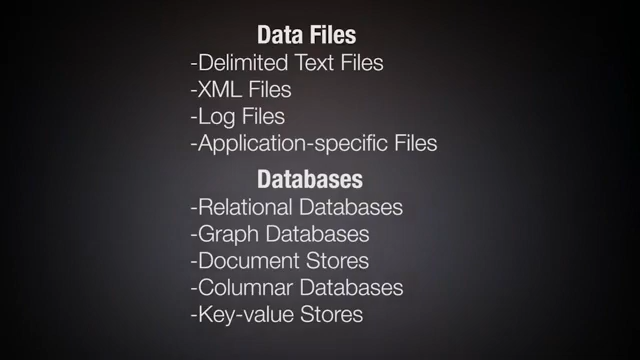 Data Files
-Delimited Text Files
-XML Files
-Log Files
-Application-specific Files
Databases
-Relational Databases
-Graph Databases
-Document Stores
-Columnar Databases
-Key-value Stores